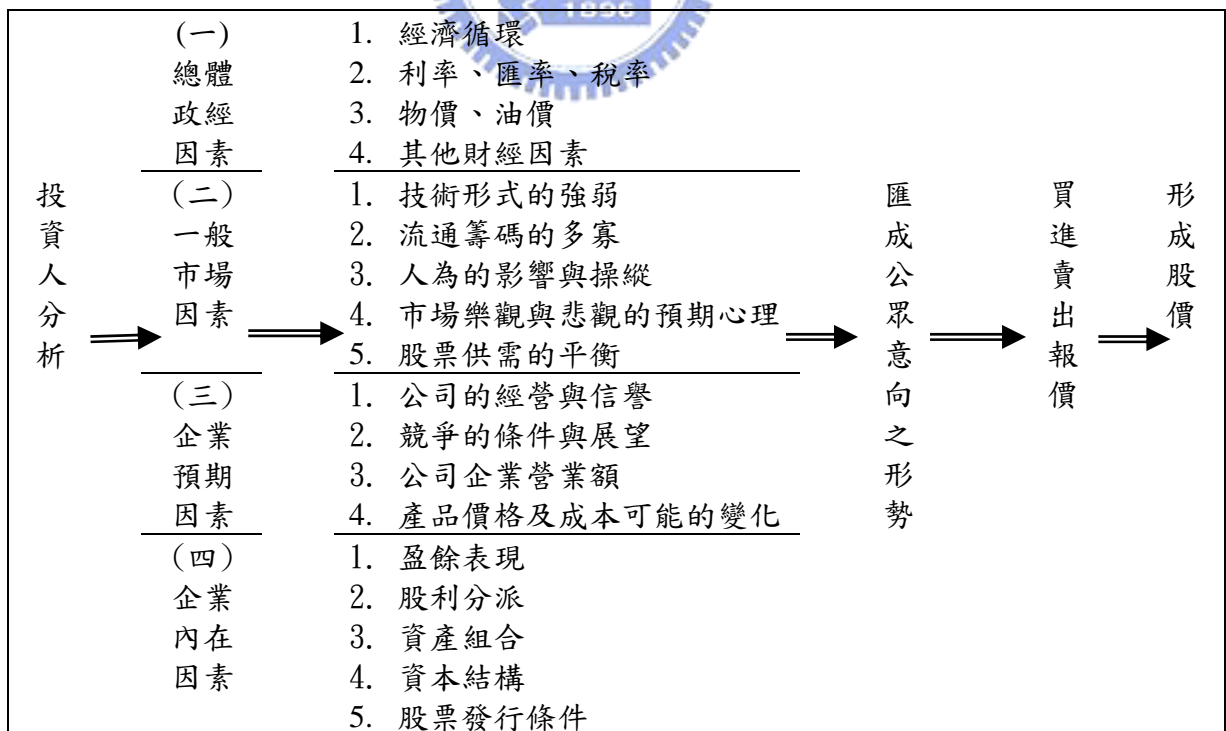 1896
投資人分析
(一)
總體
政經
因素
1. 經濟循環
2. 利率、匯率、稅率
3. 物價、油價
4. 其他財經因素
(二)
一般
市場
因素
1. 技術形式的強弱
2. 流通籌碼的多寡
3. 人為的影響與操縱
4. 市場樂觀與悲觀的預期心理
5. 股票供需的平衡
(三)
企業
預期
因素
1. 公司的經營與信譽
2. 競爭的條件與展望
3. 公司企業營業額
4. 產品價格及成本可能的變化
(四)
企業
內在
因素
1. 盈餘表現
2. 股利分派
3. 資產組合
4. 資本結構
5. 股票發行條件
匯成公眾意向之形勢
買進賣出報價
形成股價